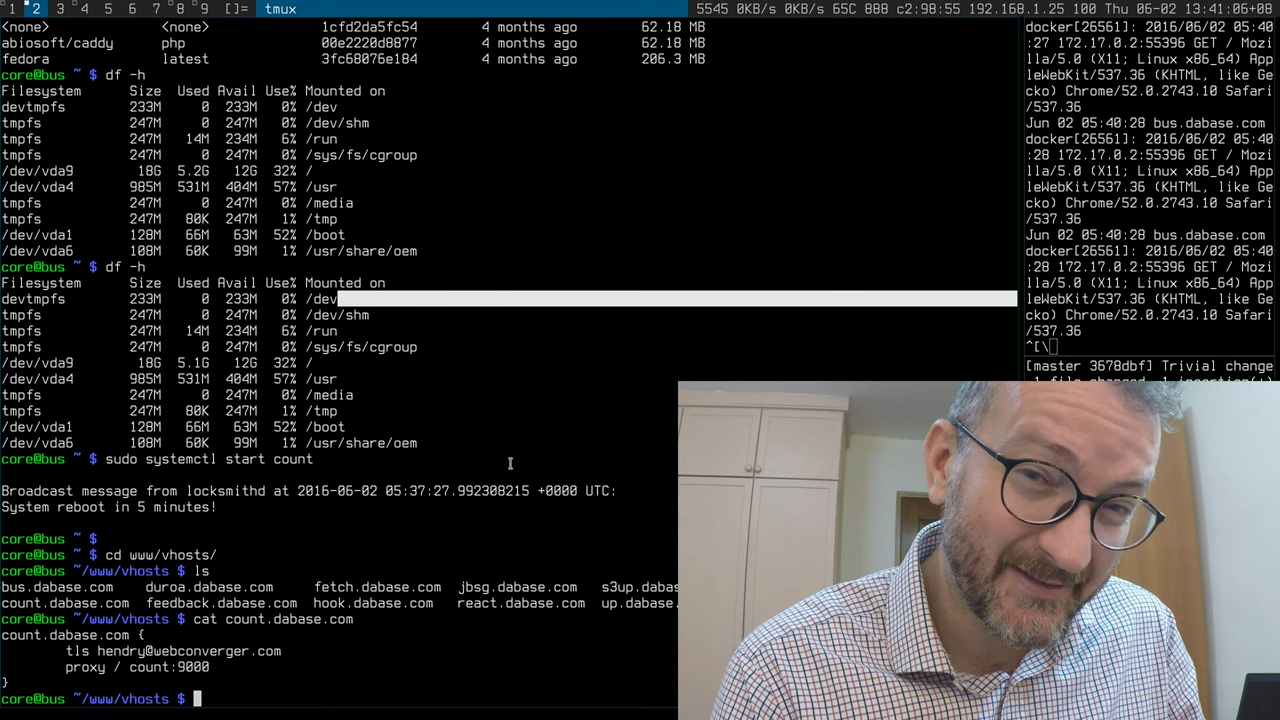 1 2 3 4 5 6 7 8 9 []= tmux 5545 0KB/s 0KB/s 65C 888 c2:98:55 192.168.1.25 Thu 06-02 13:41:06+08
<none> <none> 1cfd2da5fc54 4 months ago 62.18 MB
abiosoft/caddy php 00e2220d8877 4 months ago 62.18 MB
fedora latest 3fc68076e184 4 months ago 206.3 MB
core@bus ~ $ df -h
Filesystem Size Used Avail Use% Mounted on
devtmpfs 233M 0 233M 0% /dev
tmpfs 247M 0 247M 0% /dev/shm
tmpfs 247M 14M 234M 6% /run
tmpfs 247M 0 247M 0% /sys/fs/cgroup
/dev/vda9 18G 5.2G 12G 32% /
/dev/vda4 985M 531M 404M 57% /usr
tmpfs 247M 0 247M 0% /media
tmpfs 247M 80K 247M 1% /tmp
/dev/vda1 128M 66M 63M 52% /boot
/dev/vda6 108M 60K 99M 1% /usr/share/oem
core@bus ~ $ df -h
Filesystem Size Used Avail Use% Mounted on
devtmpfs 233M 0 233M 0% /dev
tmpfs 247M 0 247M 0% /dev/shm
tmpfs 247M 14M 234M 6% /run
tmpfs 247M 0 247M 0% /sys/fs/cgroup
/dev/vda9 18G 5.1G 12G 32% /
/dev/vda4 985M 531M 404M 57% /usr
tmpfs 247M 0 247M 0% /media
tmpfs 247M 80K 247M 1% /tmp
/dev/vda1 128M 66M 63M 52% /boot
/dev/vda6 108M 60K 99M 1% /usr/share/oem
core@bus ~ $ sudo systemctl start count
Broadcast message from locksmithd at 2016-06-02 05:37:27.992308215 +0000 UTC:
System reboot in 5 minutes!
core@bus ~ $
core@bus ~ $ cd www/vhosts/
core@bus ~/www/vhosts $ ls
bus.dabase.com duroa.dabase.com fetch.dabase.com jbsg.dabase.com s3up.dabas
count.dabase.com feedback.dabase.com hook.dabase.com react.dabase.com up.dabase.
core@bus ~/www/vhosts $ cat count.dabase.com
count.dabase.com {
tls hendry@webconverger.com
proxy / count:9000
}
core@bus ~/www/vhosts $
docker[26561]: 2016/06/02 05:40
:27 172.17.0.2:55396 GET / Mozi
lla/5.0 (X11; Linux x86_64) App
leWebKit/537.36 (KHTML, like Ge
cko) Chrome/52.0.2743.10 Safari
/537.36
Jun 02 05:40:28 bus.dabase.com
docker[26561]: 2016/06/02 05:40
:28 172.17.0.2:55396 GET / Mozi
lla/5.0 (X11; Linux x86_64) App
leWebKit/537.36 (KHTML, like Ge
cko) Chrome/52.0.2743.10 Safari
/537.36
Jun 02 05:40:28 bus.dabase.com
docker[26561]: 2016/06/02 05:40
:28 172.17.0.2:55396 GET / Mozi
lla/5.0 (X11; Linux x86_64) App
leWebKit/537.36 (KHTML, like Ge
cko) Chrome/52.0.2743.10 Safari
/537.36
^[\
[master 3678dbf] Trivial change